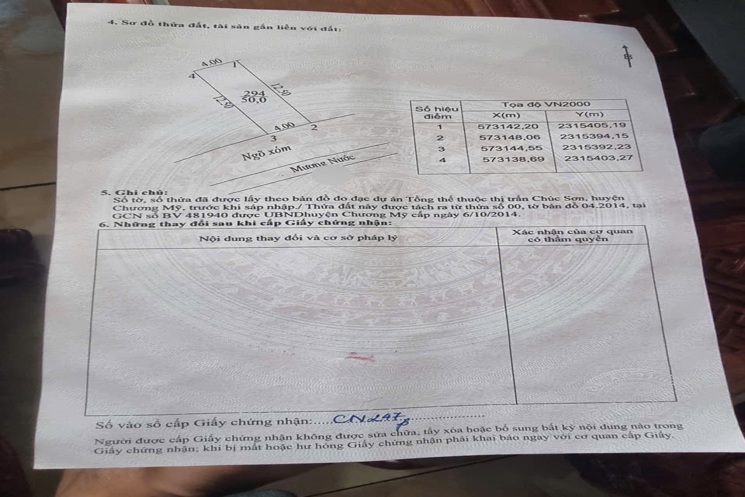 4. Sơ đồ thửa đất, tài sản gắn liền với đất:
4.00
1
4
12.50
294
50,0
12.50
4.00
2
3
Ngõ xóm
Mương Nước
Số hiệu điểm Tọa độ VN2000
X(m) Y(m)
1 573142,20 2315405,19
2 573148,06 2315394,15
3 573144,55 2315392,23
4 573138,69 2315403,27
5. Ghi chú:
Số tờ, số thửa đã được lấy theo bản đồ đo đạc dự án Tổng thể thuộc thị trấn Chúc Sơn, huyện
Chương Mỹ, trước khi sáp nhập./ Thửa đất này được tách ra từ thửa số 00, tờ bản đồ 04.2014, tại
GCN số BV 481940 được UBNDhuyện Chương Mỹ cấp ngày 6/10/2014.
6. Những thay đổi sau khi cấp Giấy chứng nhận:
Nội dung thay đổi và cơ sở pháp lý
Xác nhận của cơ quan
có thẩm quyền
Số vào sổ cấp Giấy chứng nhận:....CN.247
Người được cấp Giấy chứng nhận không được sửa chữa, tẩy xóa hoặc bổ sung bất kỳ nội dung nào trong
Giấy chứng nhận; khi bị mất hoặc hư hỏng Giấy chứng nhận phải khai báo ngay với cơ quan cấp Giấy.